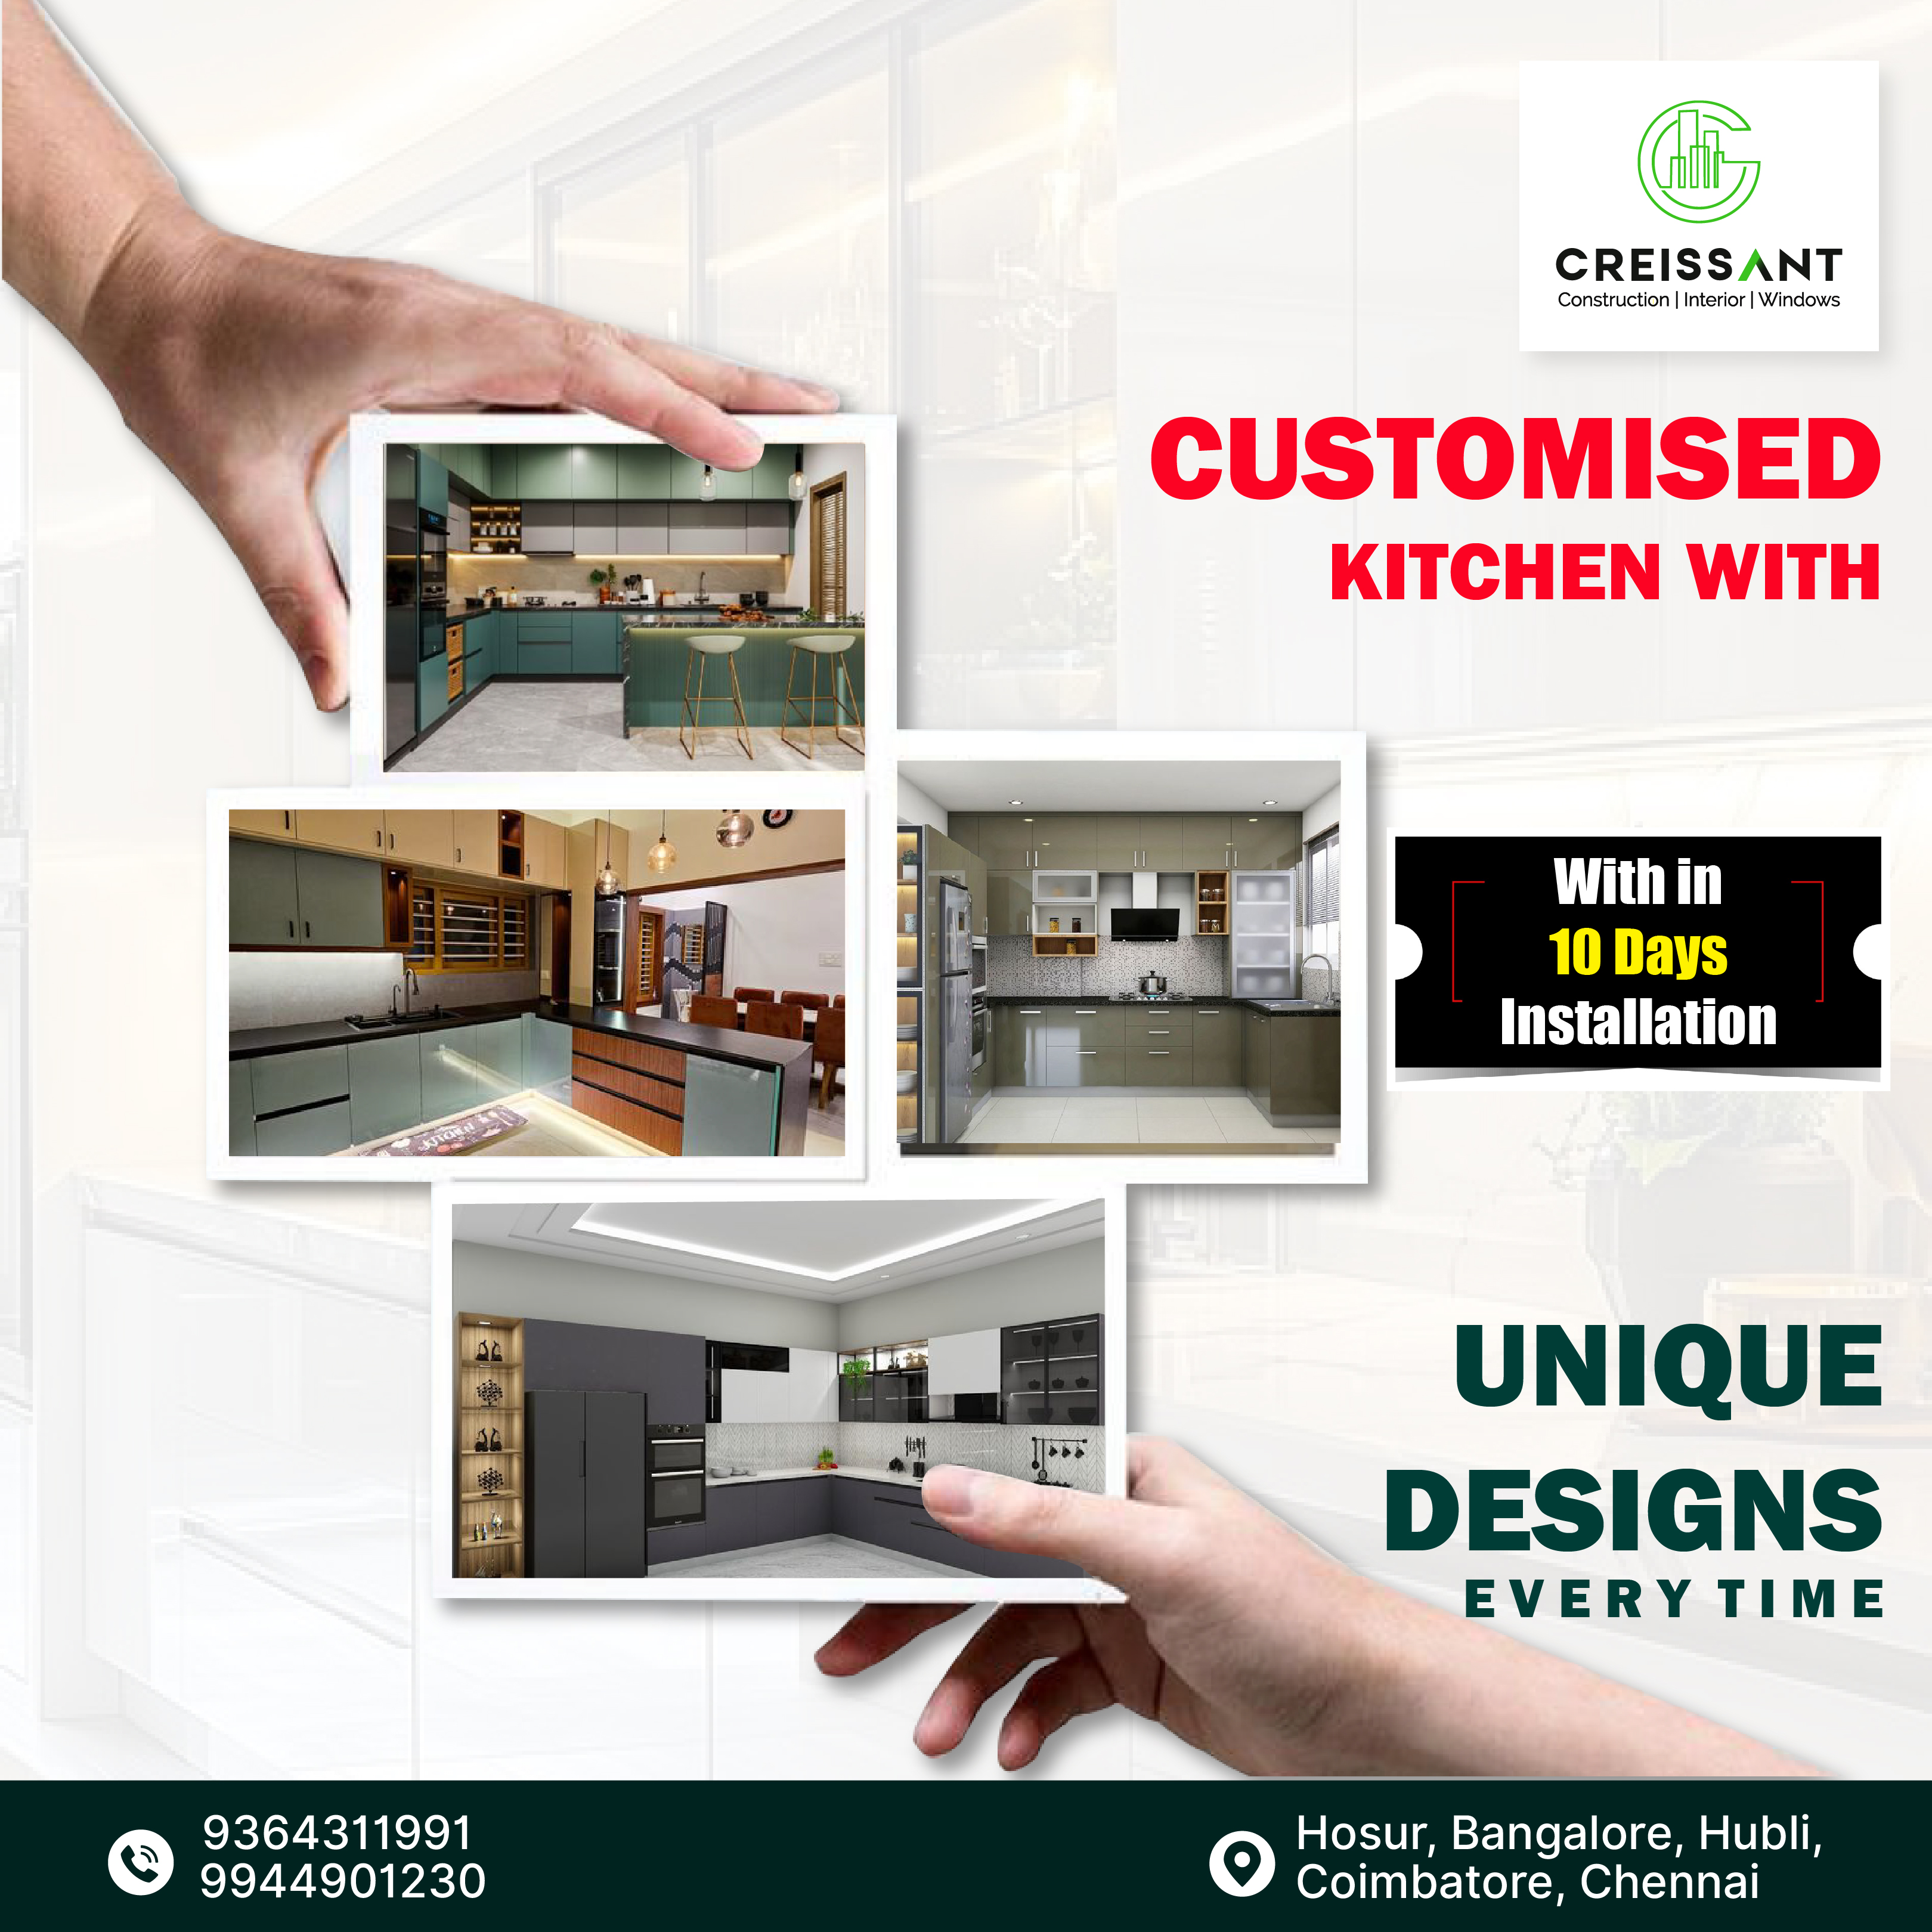 CREISSANT
Construction | Interior | Windows
CUSTOMISED
KITCHEN WITH
With in
10 Days
Installation
KITCHEN
UNIQUE
DESIGNS
EVERY TIME
9364311991
9944901230
Hosur, Bangalore, Hubli,
Coimbatore, Chennai